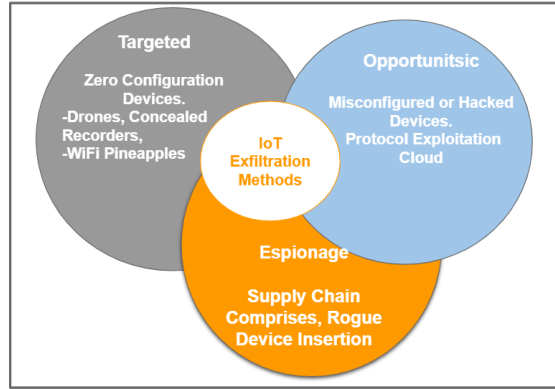 Targeted
Zero Configuration
Devices.
-Drones, Concealed
Recorders,
-WiFi Pineapples
Opportunitsic
Misconfigured or Hacked
Devices.
Protocol Exploitation
Cloud
IoT
Exfiltration
Methods
Espionage
Supply Chain
Comprises, Rogue
Device Insertion